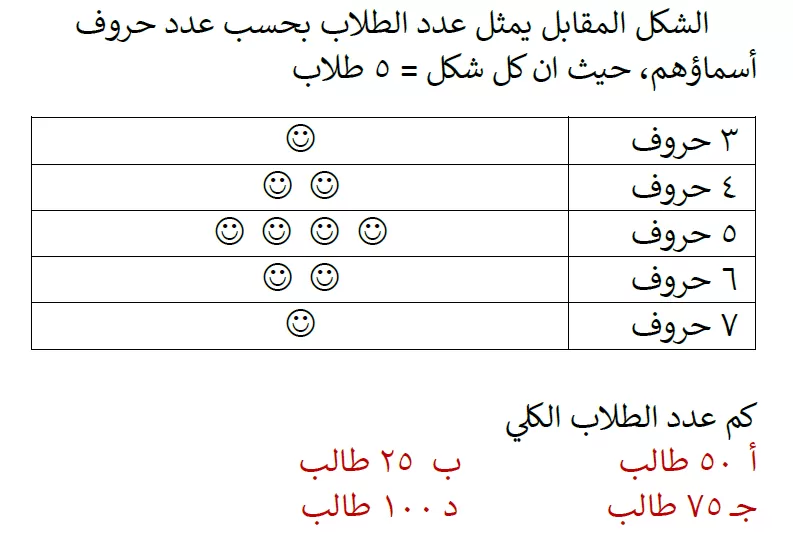 الشكل المقابل يمثل عدد الطلاب بحسب عدد حروف
أسماؤهم، حيث ان كل شكل = ٥ طلاب
٣ حروف
٤ حروف
٥ حروف
٦ حروف
٧ حروف
كم عدد الطلاب الكلي
أ ٥٠ طالب ب ٢٥ طالب
جـ ٧٥ طالب د ١٠٠ طالب